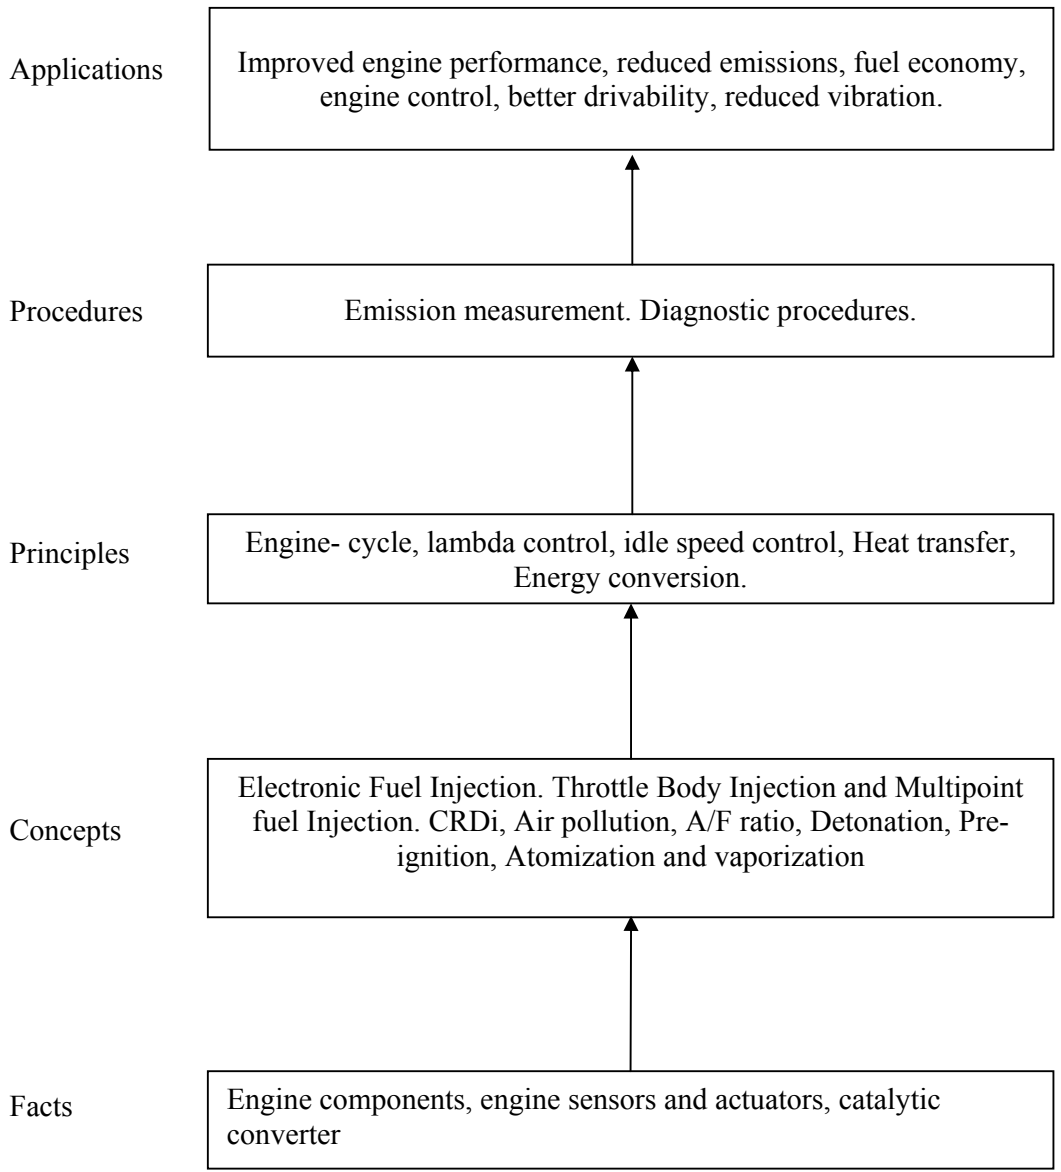 Applications
Improved engine performance, reduced emissions, fuel economy,
engine control, better drivability, reduced vibration.
Procedures
Emission measurement. Diagnostic procedures.
Principles
Engine- cycle, lambda control, idle speed control, Heat transfer,
Energy conversion.
Concepts
Electronic Fuel Injection. Throttle Body Injection and Multipoint
fuel Injection. CRDi, Air pollution, A/F ratio, Detonation, Pre-
ignition, Atomization and vaporization
Facts
Engine components, engine sensors and actuators, catalytic
converter